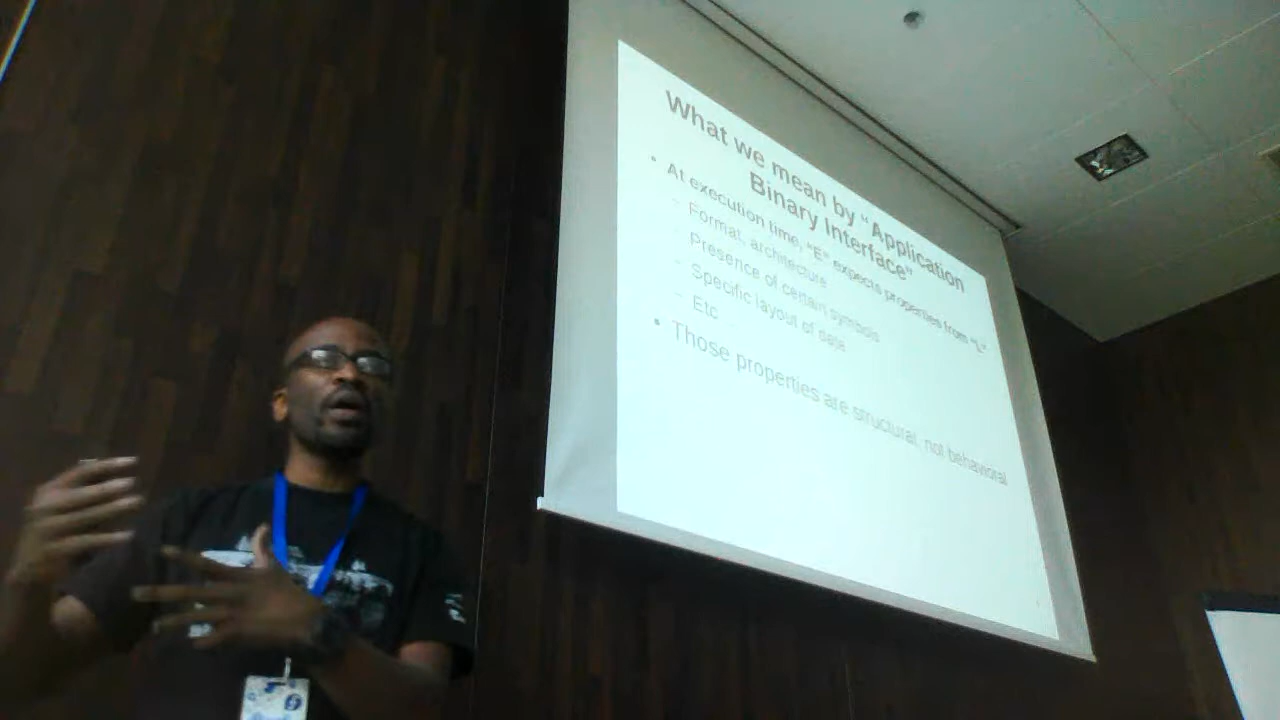 What we mean by “Application
Binary Interface”
• At execution time, “E” expects properties from “L”
– Format, architecture
– Presence of certain symbols
– Specific layout of data
– Etc
• Those properties are structural, not behavioral